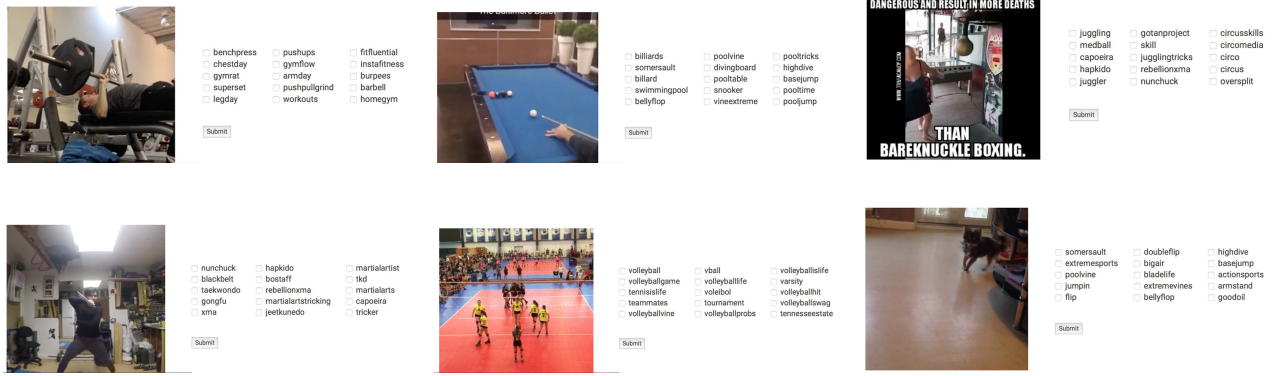 benchpress pushups fitfluential
chestday gymflow instafitness
gymrat armday burpees
superset pushpullgrind barbell
legday workouts homegym
Submit
The Baltimore Bullet
billiards poolvine pooltricks
somersault divingboard highdive
billard pooltable basejump
swimmingpool snooker pooltime
bellyflop vineextreme pooljump
Submit
DANGEROUS AND RESULT IN MORE DEATHS
THAN
BAREKNUCKLE BOXING.
juggling gotanproject circusskills
medball skill circomedia
capoeira jugglingtricks circo
hapkido rebellionxma circus
juggler nunchuck oversplit
Submit
nunchuck hapkido martialartist
blackbelt bostaff tkd
taekwondo rebellionxma martialarts
gongfu martialartstricking capoeira
xma jeetkunedo tricker
Submit
volleyball vball volleyballislife
volleyballgame volleyballlife varsity
tennisislife voleibol volleyballhit
teammates tournament volleyballswag
volleyballvine volleyballprobs tennesseestate
Submit
somersault doubleflip highdive
extremesports bigair basejump
poolvine bladelife actionsports
jumpin extremevines armstand
flip bellyflop goodoil
Submit